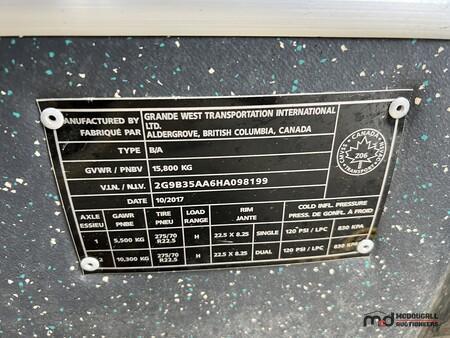 MANUFACTURED BY GRANDE WEST TRANSPORTATION INTERNATIONAL
FABRIQUÉ PAR LTD.
ALDERGROVE, BRITISH COLUMBIA, CANADA
TYPE B/A
GVWR / PNBV 15,800 KG
V.I.N. / N.I.V. 2G9B35AA6HA098199
DATE 10/2017
CANADA
TRANSPORT
AXLE GAWR TIRE LOAD RIM COLD INFL. PRESSURE
ESSIEU PNBE PNEU RANGE JANTE PRESS. DE GONFL. À FROID
1 5,500 KG 275/70 R22.5 H 22.5 X 8.25 SINGLE 120 PSI / LPC 830 KPA
2 10,300 KG 275/70 R22.5 H 22.5 X 8.25 DUAL 120 PSI / LPC 830 KPA
MCDOUGALL
AUCTIONEERS